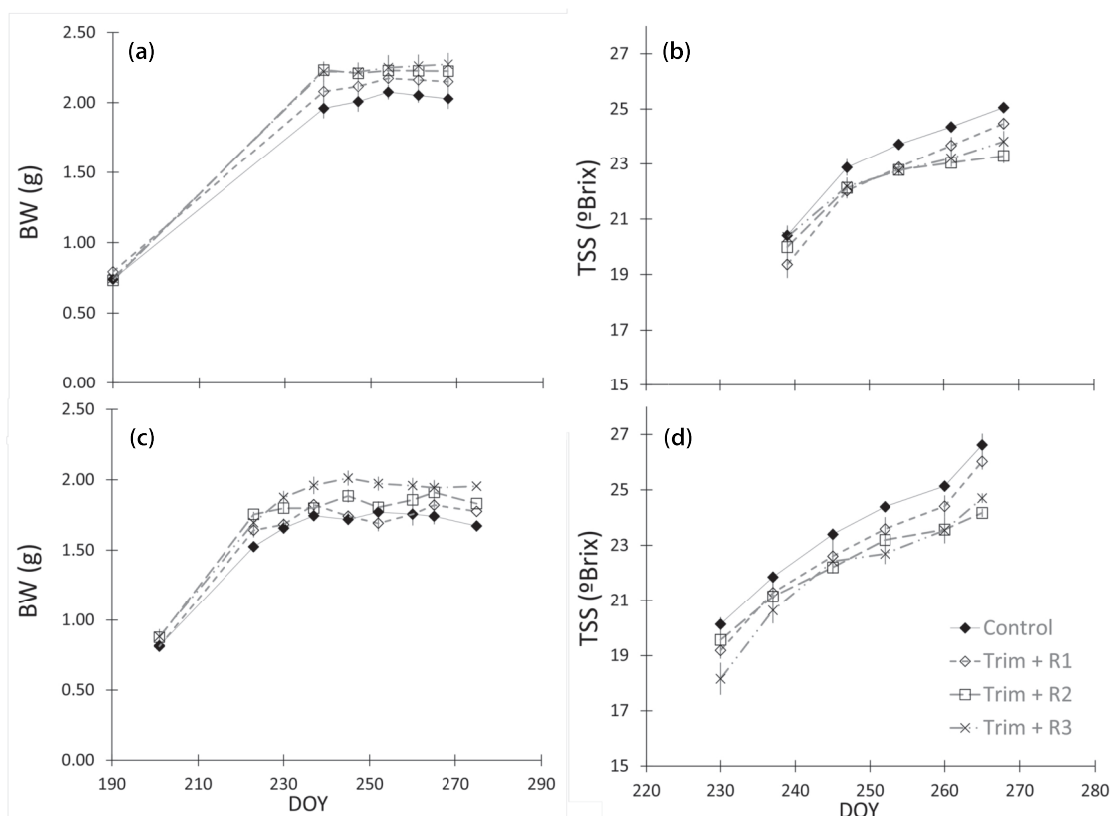 (a)
BW (g)
2.50
2.00
1.50
1.00
0.50
0.00
(b)
TSS (ºBrix)
27
25
23
21
19
17
15
(c)
BW (g)
2.50
2.00
1.50
1.00
0.50
0.00
190 210 230 250 270 290
DOY
(d)
TSS (ºBrix)
27
25
23
21
19
17
15
Control
Trim + R1
Trim + R2
Trim + R3
220 230 240 250 260 270 280
DOY